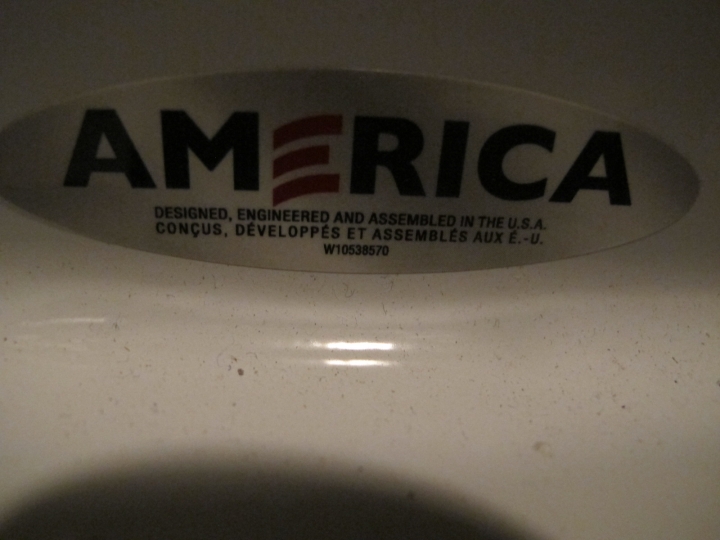 AMERICA
DESIGNED, ENGINEERED AND ASSEMBLED IN THE U.S.A.
CONÇUS, DÉVELOPPÉS ET ASSEMBLÉS AUX É.-U.
W10538570